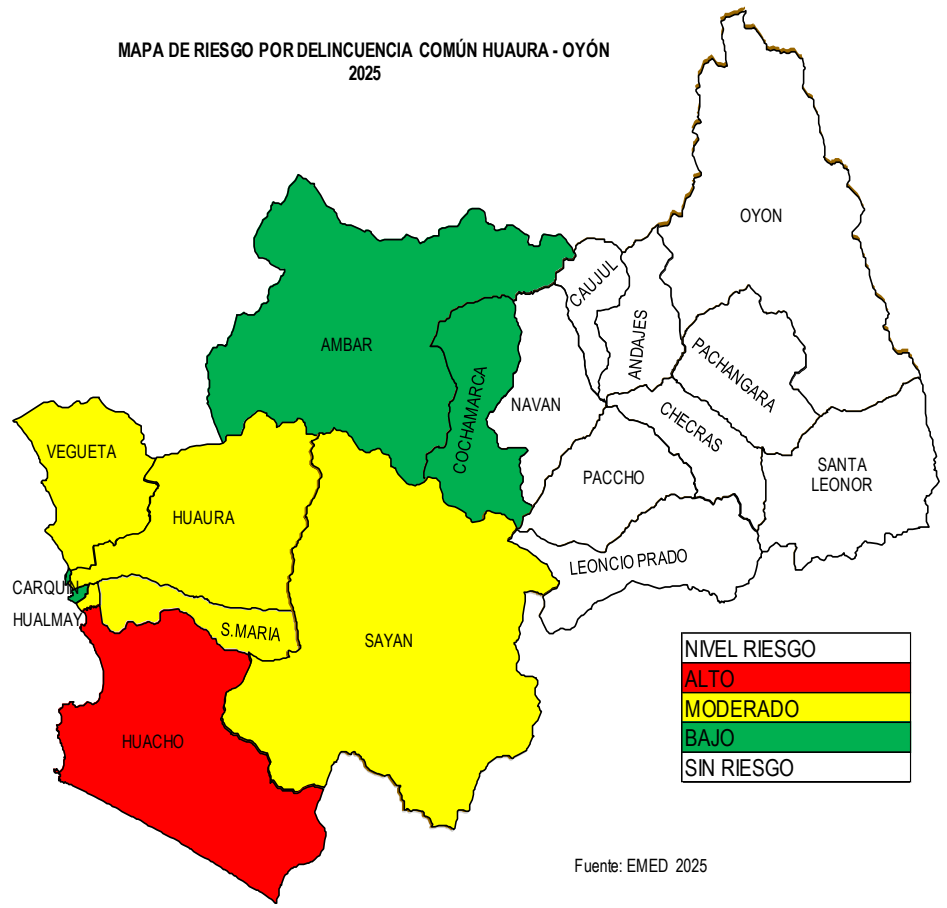 MAPA DE RIESGO POR DELINCUENCIA COMÚN HUAURA - OYÓN
2025
OYON
CAUJUL
ANDAJES
AMBAR
PACHANGARA
COCHAMARCA
NAVAN
CHECRAS
VEGUETA
PACCHO
SANTA
LEONOR
HUAURA
LEONCIO PRADO
CARQUIN
HUALMAY
S.MARIA
SAYAN
HUACHO
NIVEL RIESGO
ALTO
MODERADO
BAJO
SIN RIESGO
Fuente: EMED 2025